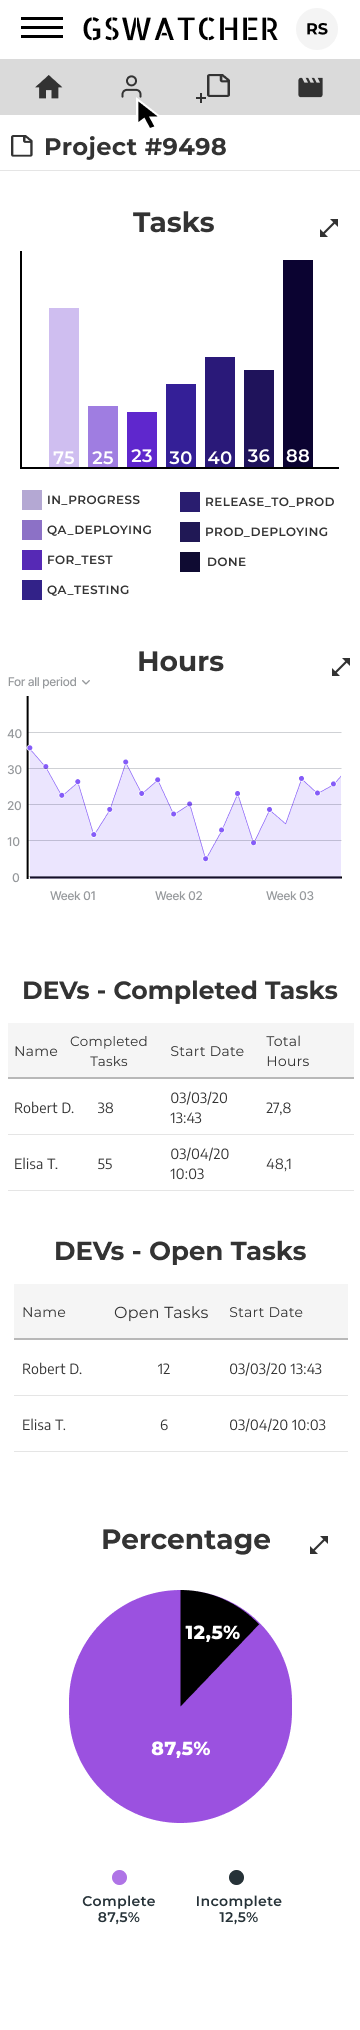 GSWATCHER
RS
Project #9498
Tasks
75 25 23 30 40 36 88
IN_PROGRESS
QA_DEPLOYING
FOR_TEST
QA_TESTING
RELEASE_TO_PROD
PROD_DEPLOYING
DONE
Hours
For all period
40
30
20
10
0
Week 01 Week 02 Week 03
DEVs - Completed Tasks
Name Completed Tasks Start Date Total Hours
Robert D. 38 03/03/20 13:43 27,8
Elisa T. 55 03/04/20 10:03 48,1
DEVs - Open Tasks
Name Open Tasks Start Date
Robert D. 12 03/03/20 13:43
Elisa T. 6 03/04/20 10:03
Percentage
12,5%
87,5%
Complete
87,5%
Incomplete
12,5%